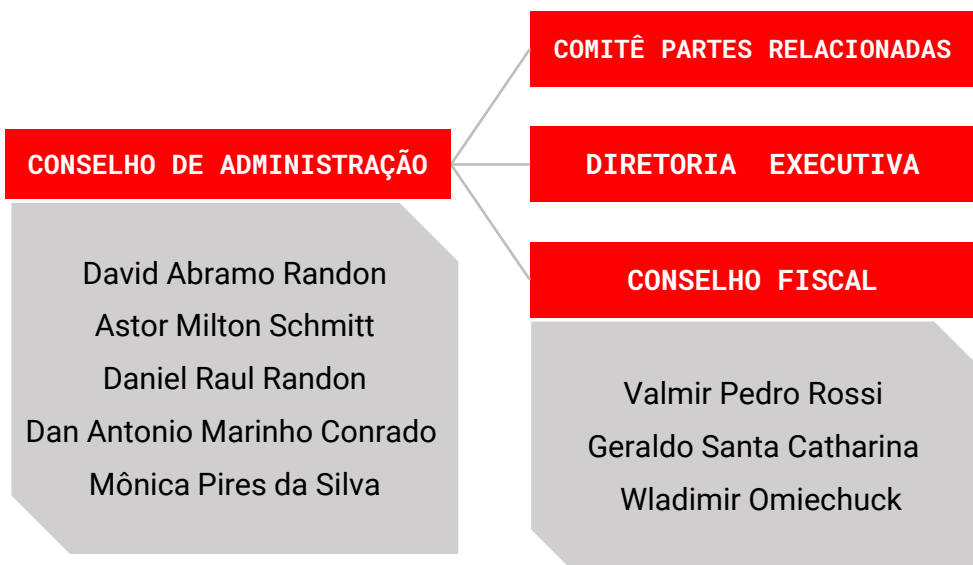 COMITÊ PARTES RELACIONADAS
CONSELHO DE ADMINISTRAÇÃO
DIRETORIA EXECUTIVA
David Abramo Randon
Astor Milton Schmitt
Daniel Raul Randon
Dan Antonio Marinho Conrado
Mônica Pires da Silva
CONSELHO FISCAL
Valmir Pedro Rossi
Geraldo Santa Catharina
Wladimir Omiechuck